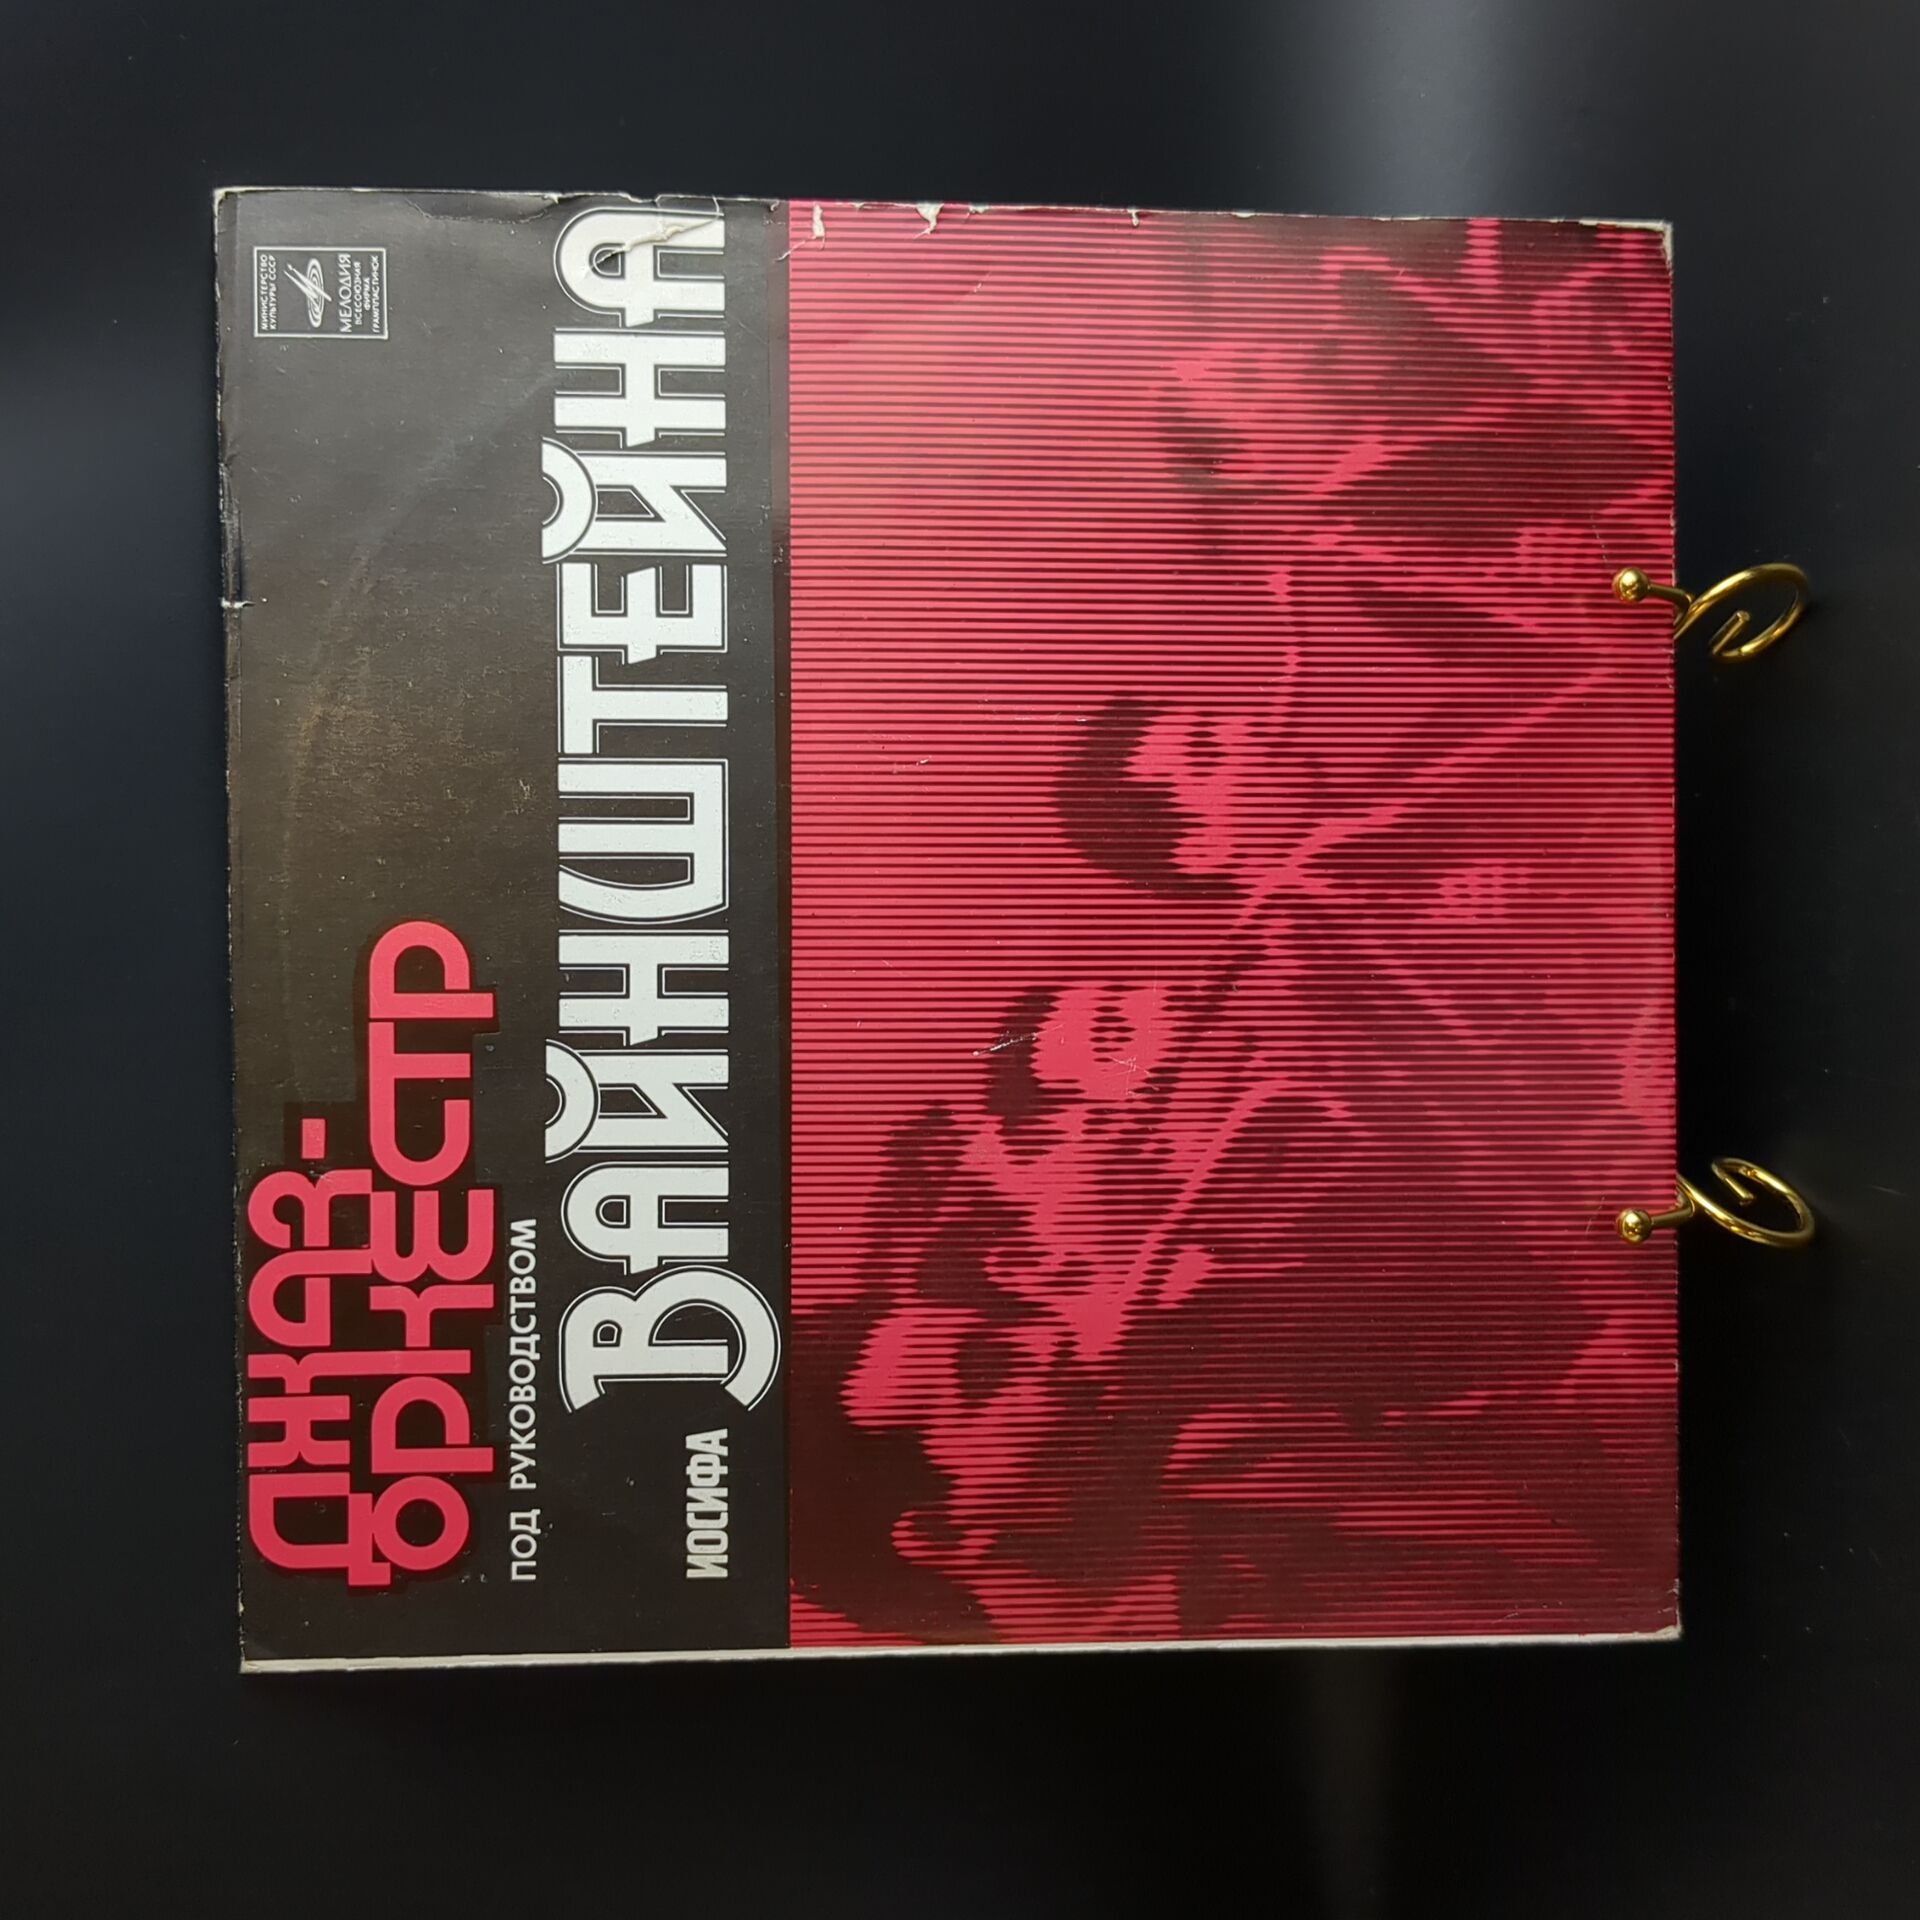 ДЖАЗ-
ОРКЕСТР
ПОД РУКОВОДСТВОМ
ИОСИФА ВАЙНШТЕЙНА
МИНИСТЕРСТВО
КУЛЬТУРЫ СССР
МЕЛОДИЯ
ВСЕСОЮЗНАЯ
ФИРМА
ГРАМПЛАСТИНОК